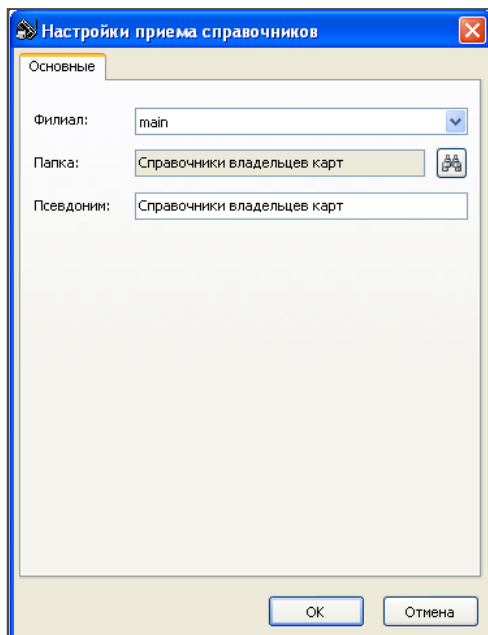 Настройки приема справочников
Основные
Филиал: main
Папка: Справочники владельцев карт
Псевдоним: Справочники владельцев карт
OK Отмена